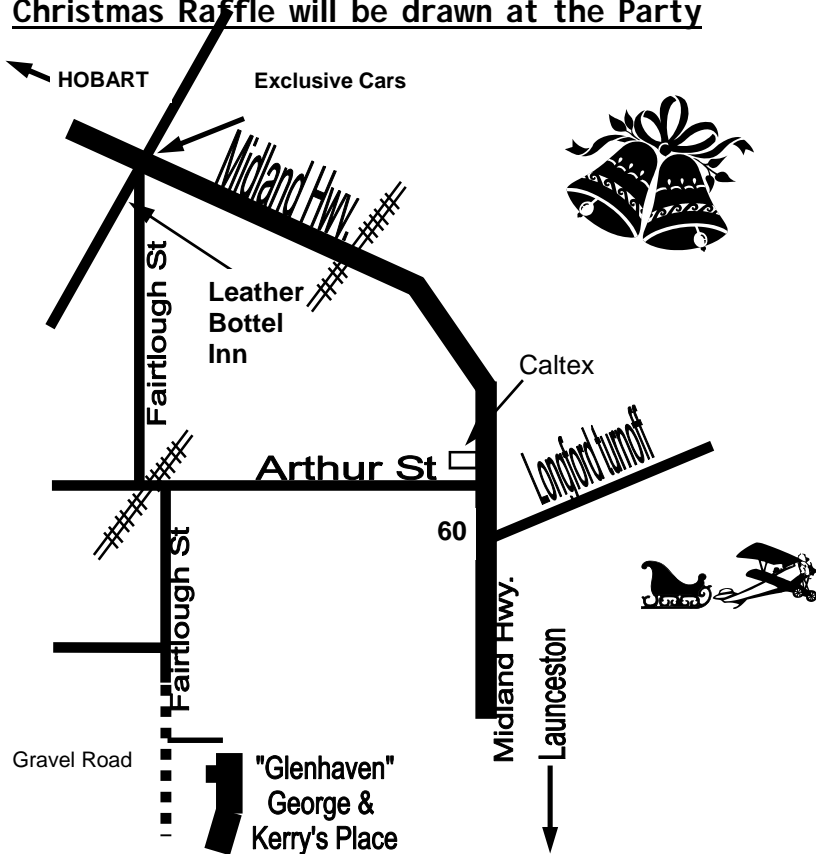 Christmas Raffle will be drawn at the Party
HOBART
Exclusive Cars
Midland Hwy.
Fairtlough St
Leather
Bottel
Inn
Caltex
Longford turnoff
Arthur St
60
Fairtlough St
Midland Hwy.
Launceston
Gravel Road
"Glenhaven"
George &
Kerry's Place